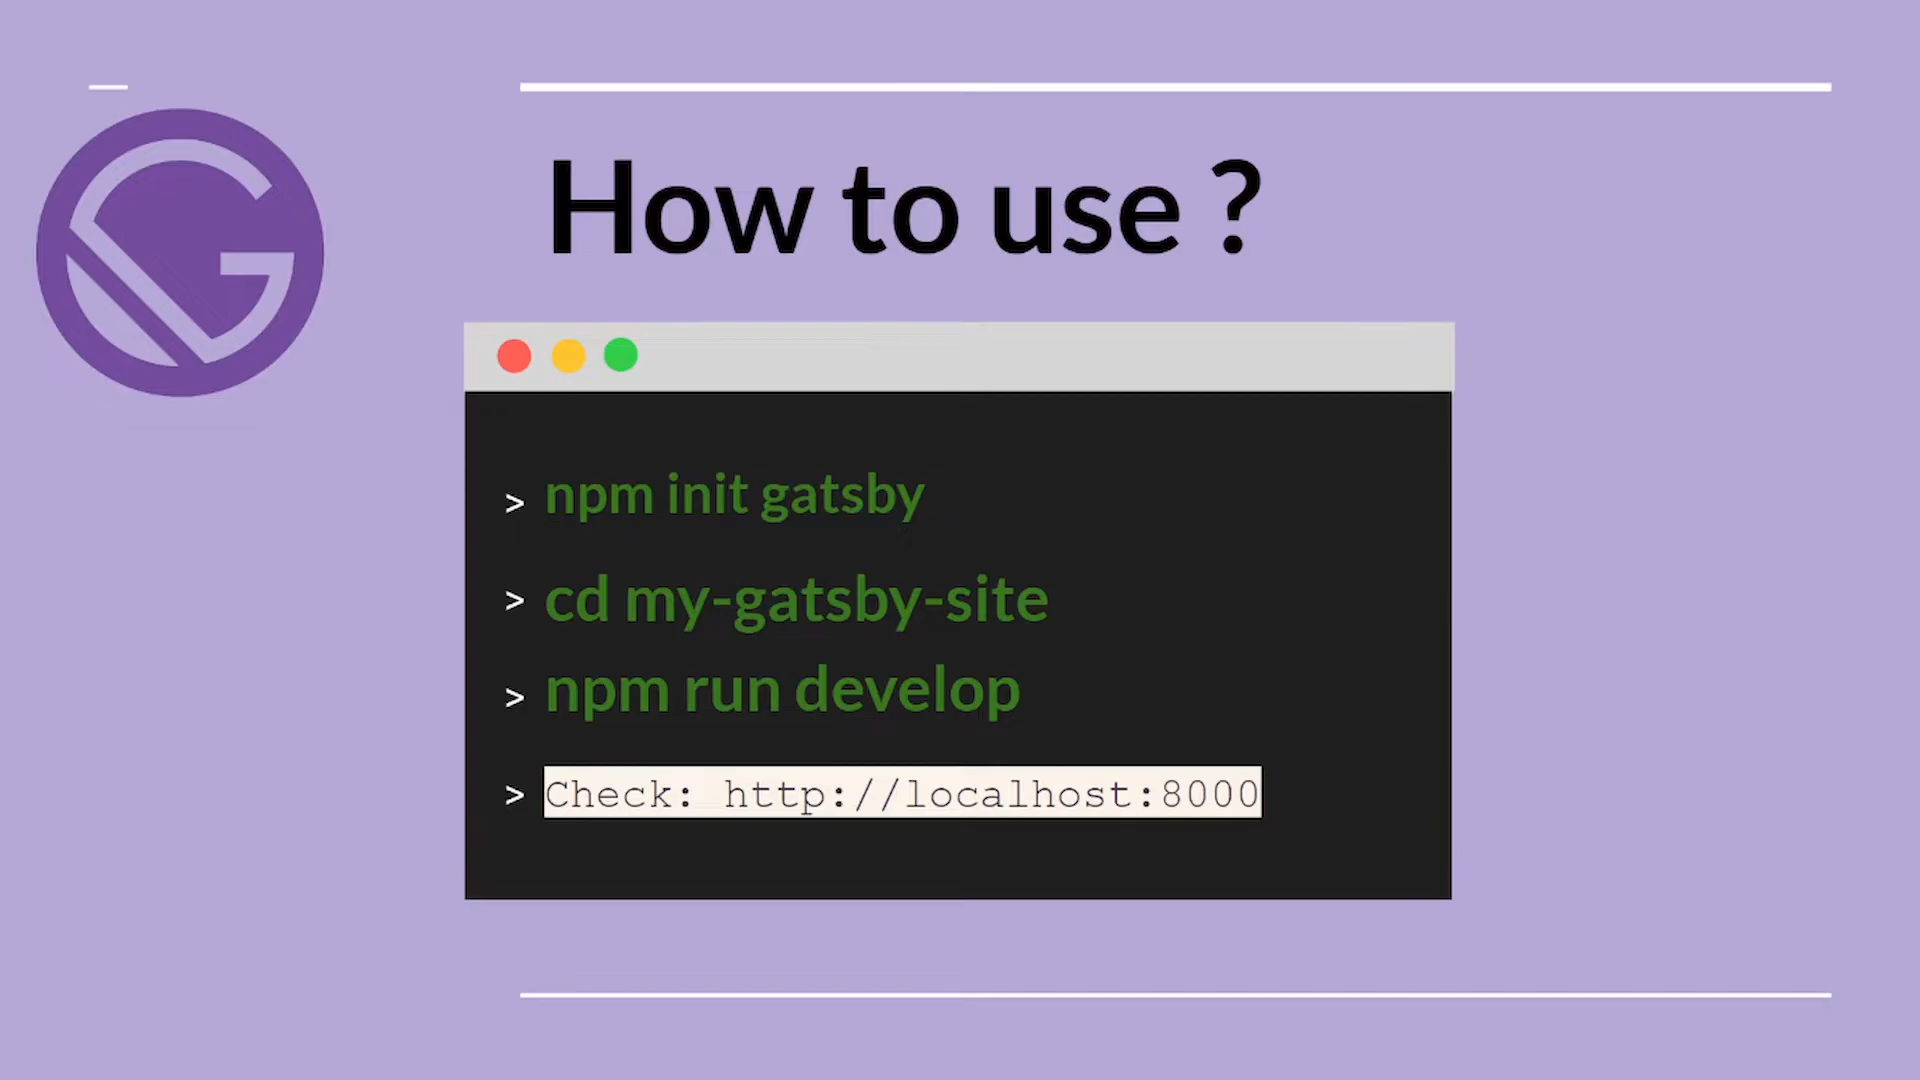 How to use ?
> npm init gatsby
> cd my-gatsby-site
> npm run develop
> Check: http://localhost:8000